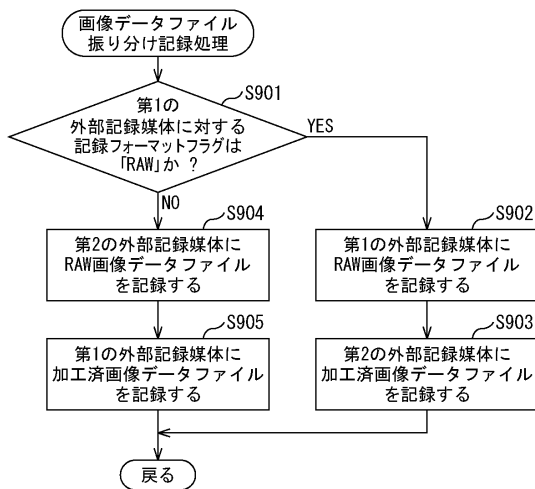 画像データファイル
振り分け記録処理
S901
第1の
外部記録媒体に対する
記録フォーマットフラグは
「RAW」か ?
YES
NO
S904
第2の外部記録媒体に
RAW画像データファイル
を記録する
S902
第1の外部記録媒体に
RAW画像データファイル
を記録する
S905
第1の外部記録媒体に
加工済画像データファイル
を記録する
S903
第2の外部記録媒体に
加工済画像データファイル
を記録する
戻る